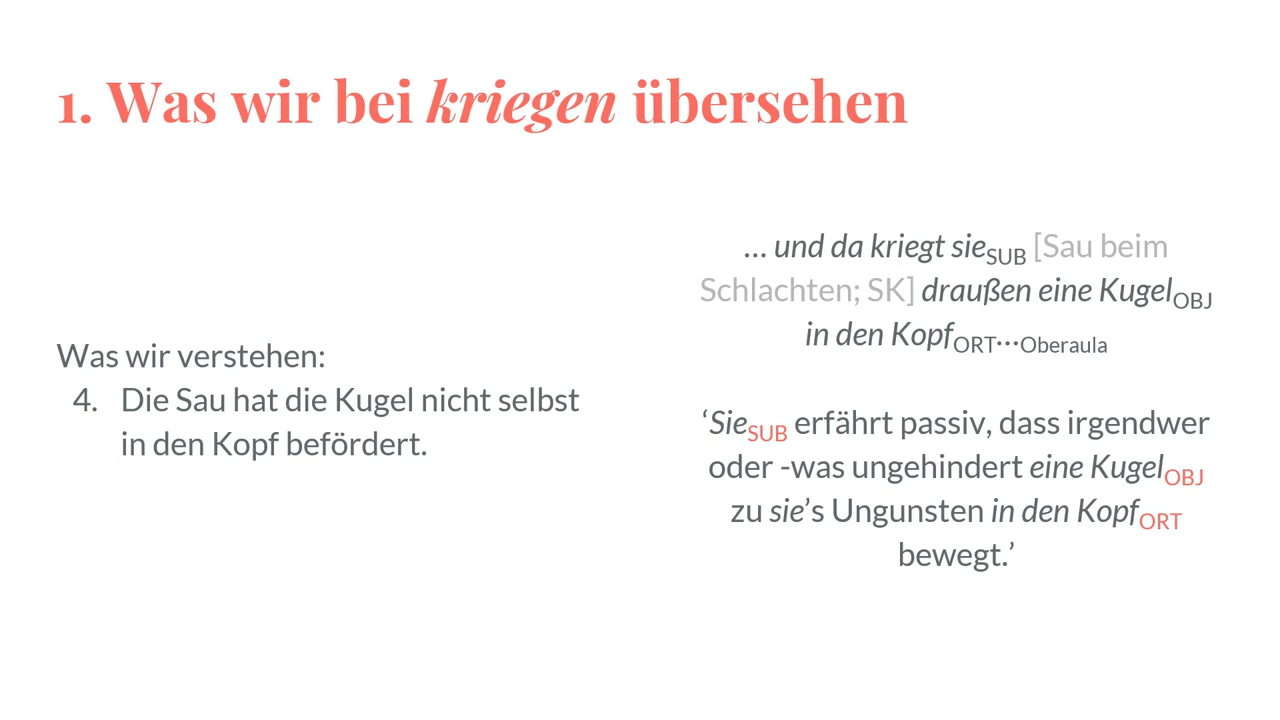 1. Was wir bei kriegen übersehen
Was wir verstehen:
4. Die Sau hat die Kugel nicht selbst
in den Kopf befördert.
… und da kriegt sieSUB [Sau beim
Schlachten; SK] draußen eine KugelOBJ
in den KopfORT…Oberaula
‘SieSUB erfährt passiv, dass irgendwer
oder -was ungehindert eine KugelOBJ
zu sie’s Ungunsten in den KopfORT
bewegt.’